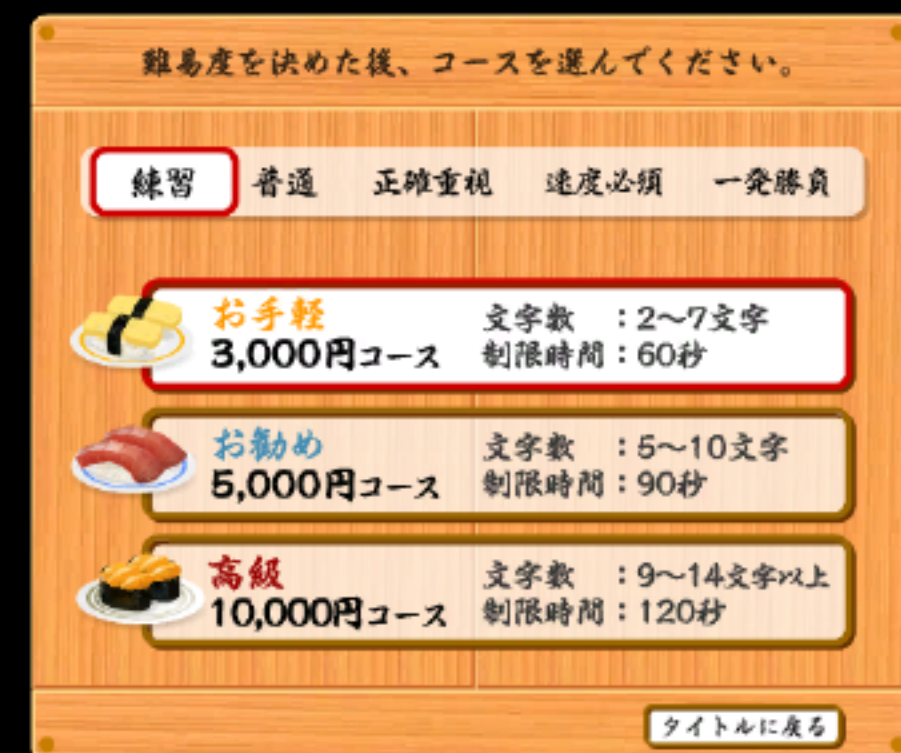 難易度を決めた後、コースを選んでください。
練習 普通 正確重視 速度必須 一発勝負
お手軽
3,000円コース
文字数 :2〜7文字
制限時間:60秒
お勧め
5,000円コース
文字数 :5〜10文字
制限時間:90秒
高級
10,000円コース
文字数 :9〜14文字以上
制限時間:120秒
タイトルに戻る